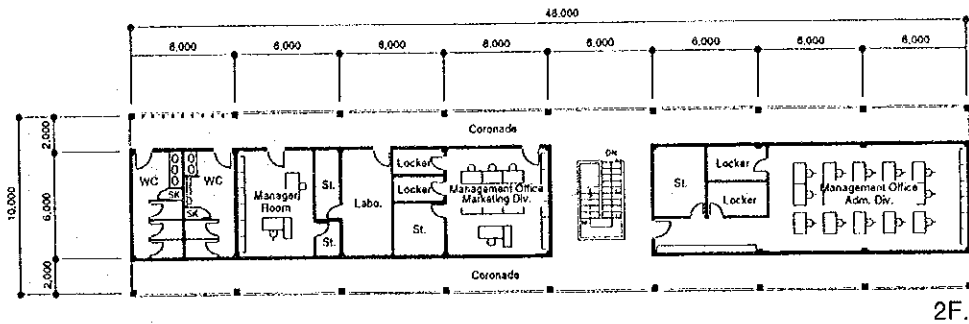 48,000
6,000 6,000 6,000 6,000 6,000 6,000 6,000 6,000
10,000
2,000
6,000
2,000
Coronade
DN
WC
WC
SK
SK
Manager
Room
St.
St.
Labo.
Locker
Locker
St.
Management Office
Marketing Div.
St.
Locker
Locker
Management Office
Adm. Div.
Coronade
2F.